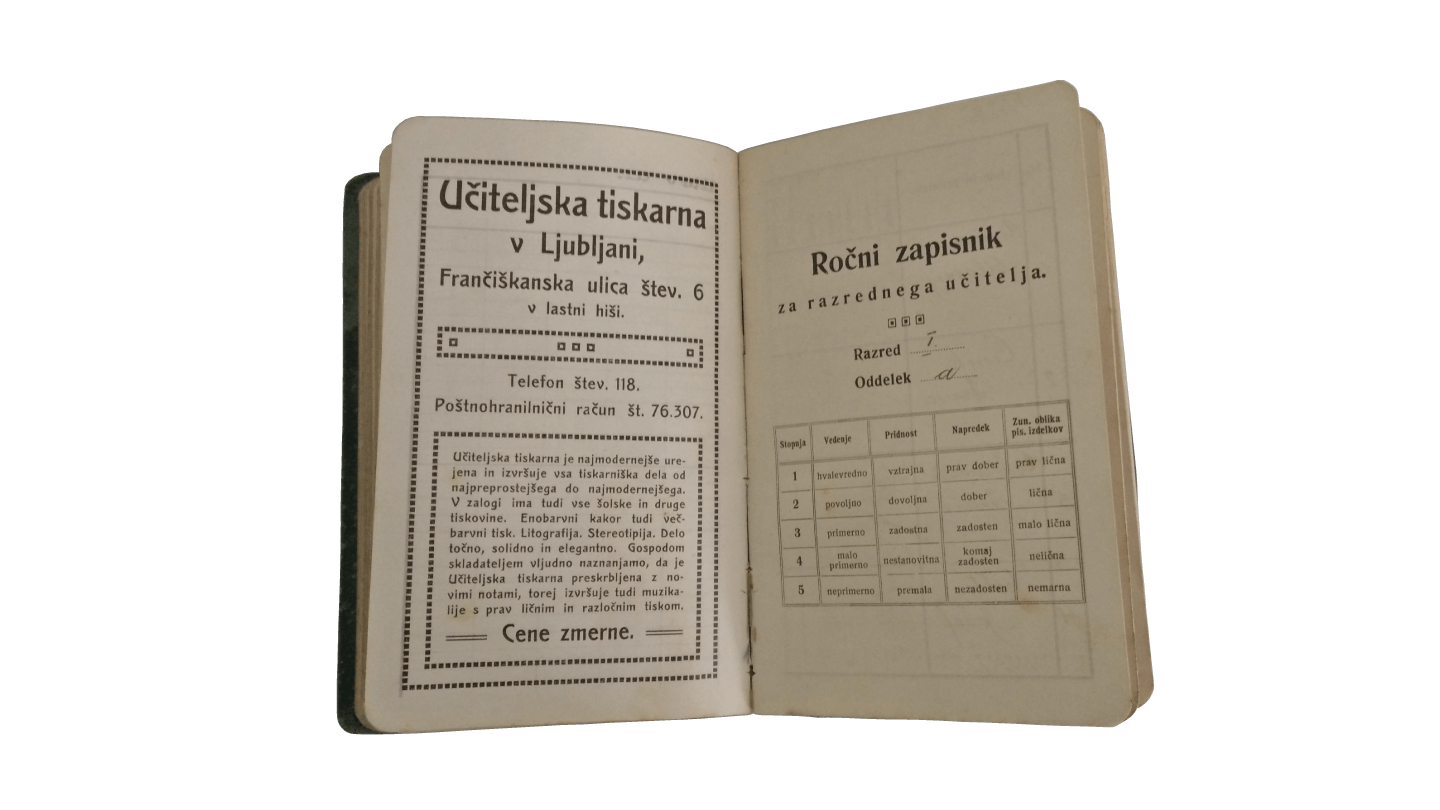 Učiteljska tiskarna
v Ljubljani,
Frančiškanska ulica štev. 6
v lastni hiši.
Telefon štev. 118.
Poštnohranilnični račun št. 76.307.
Učiteljska tiskarna je najmodernejše ure-
jena in izvršuje vsa tiskarniška dela od
najpreprostejšega do najmodernejšega.
V zalogi ima tudi vse šolske in druge
tiskovine. Enobarvni kakor tudi več-
barvni tisk. Litografija. Stereotipija. Delo
točno, solidno in elegantno. Gospodom
skladateljem vljudno naznanjamo, da je
Učiteljska tiskarna preskrbljena z no-
vimi notami, torej izvršuje tudi muzika-
lije s prav ličnim in razločnim tiskom.
Cene zmerne.
Ročni zapisnik
za razrednega učitelja.
Razred I.
Oddelek a
Stopnja Vedenje Pridnost Napredek Zun. oblika
pis. izdelkov
1 hvalevredno vztrajna prav dober prav lična
2 povoljno dovoljna dober lična
3 primerno zadostna zadosten malo lična
4 malo
primerno nestanovitna komaj
zadosten nelična
5 neprimerno premala nezadosten nemarna